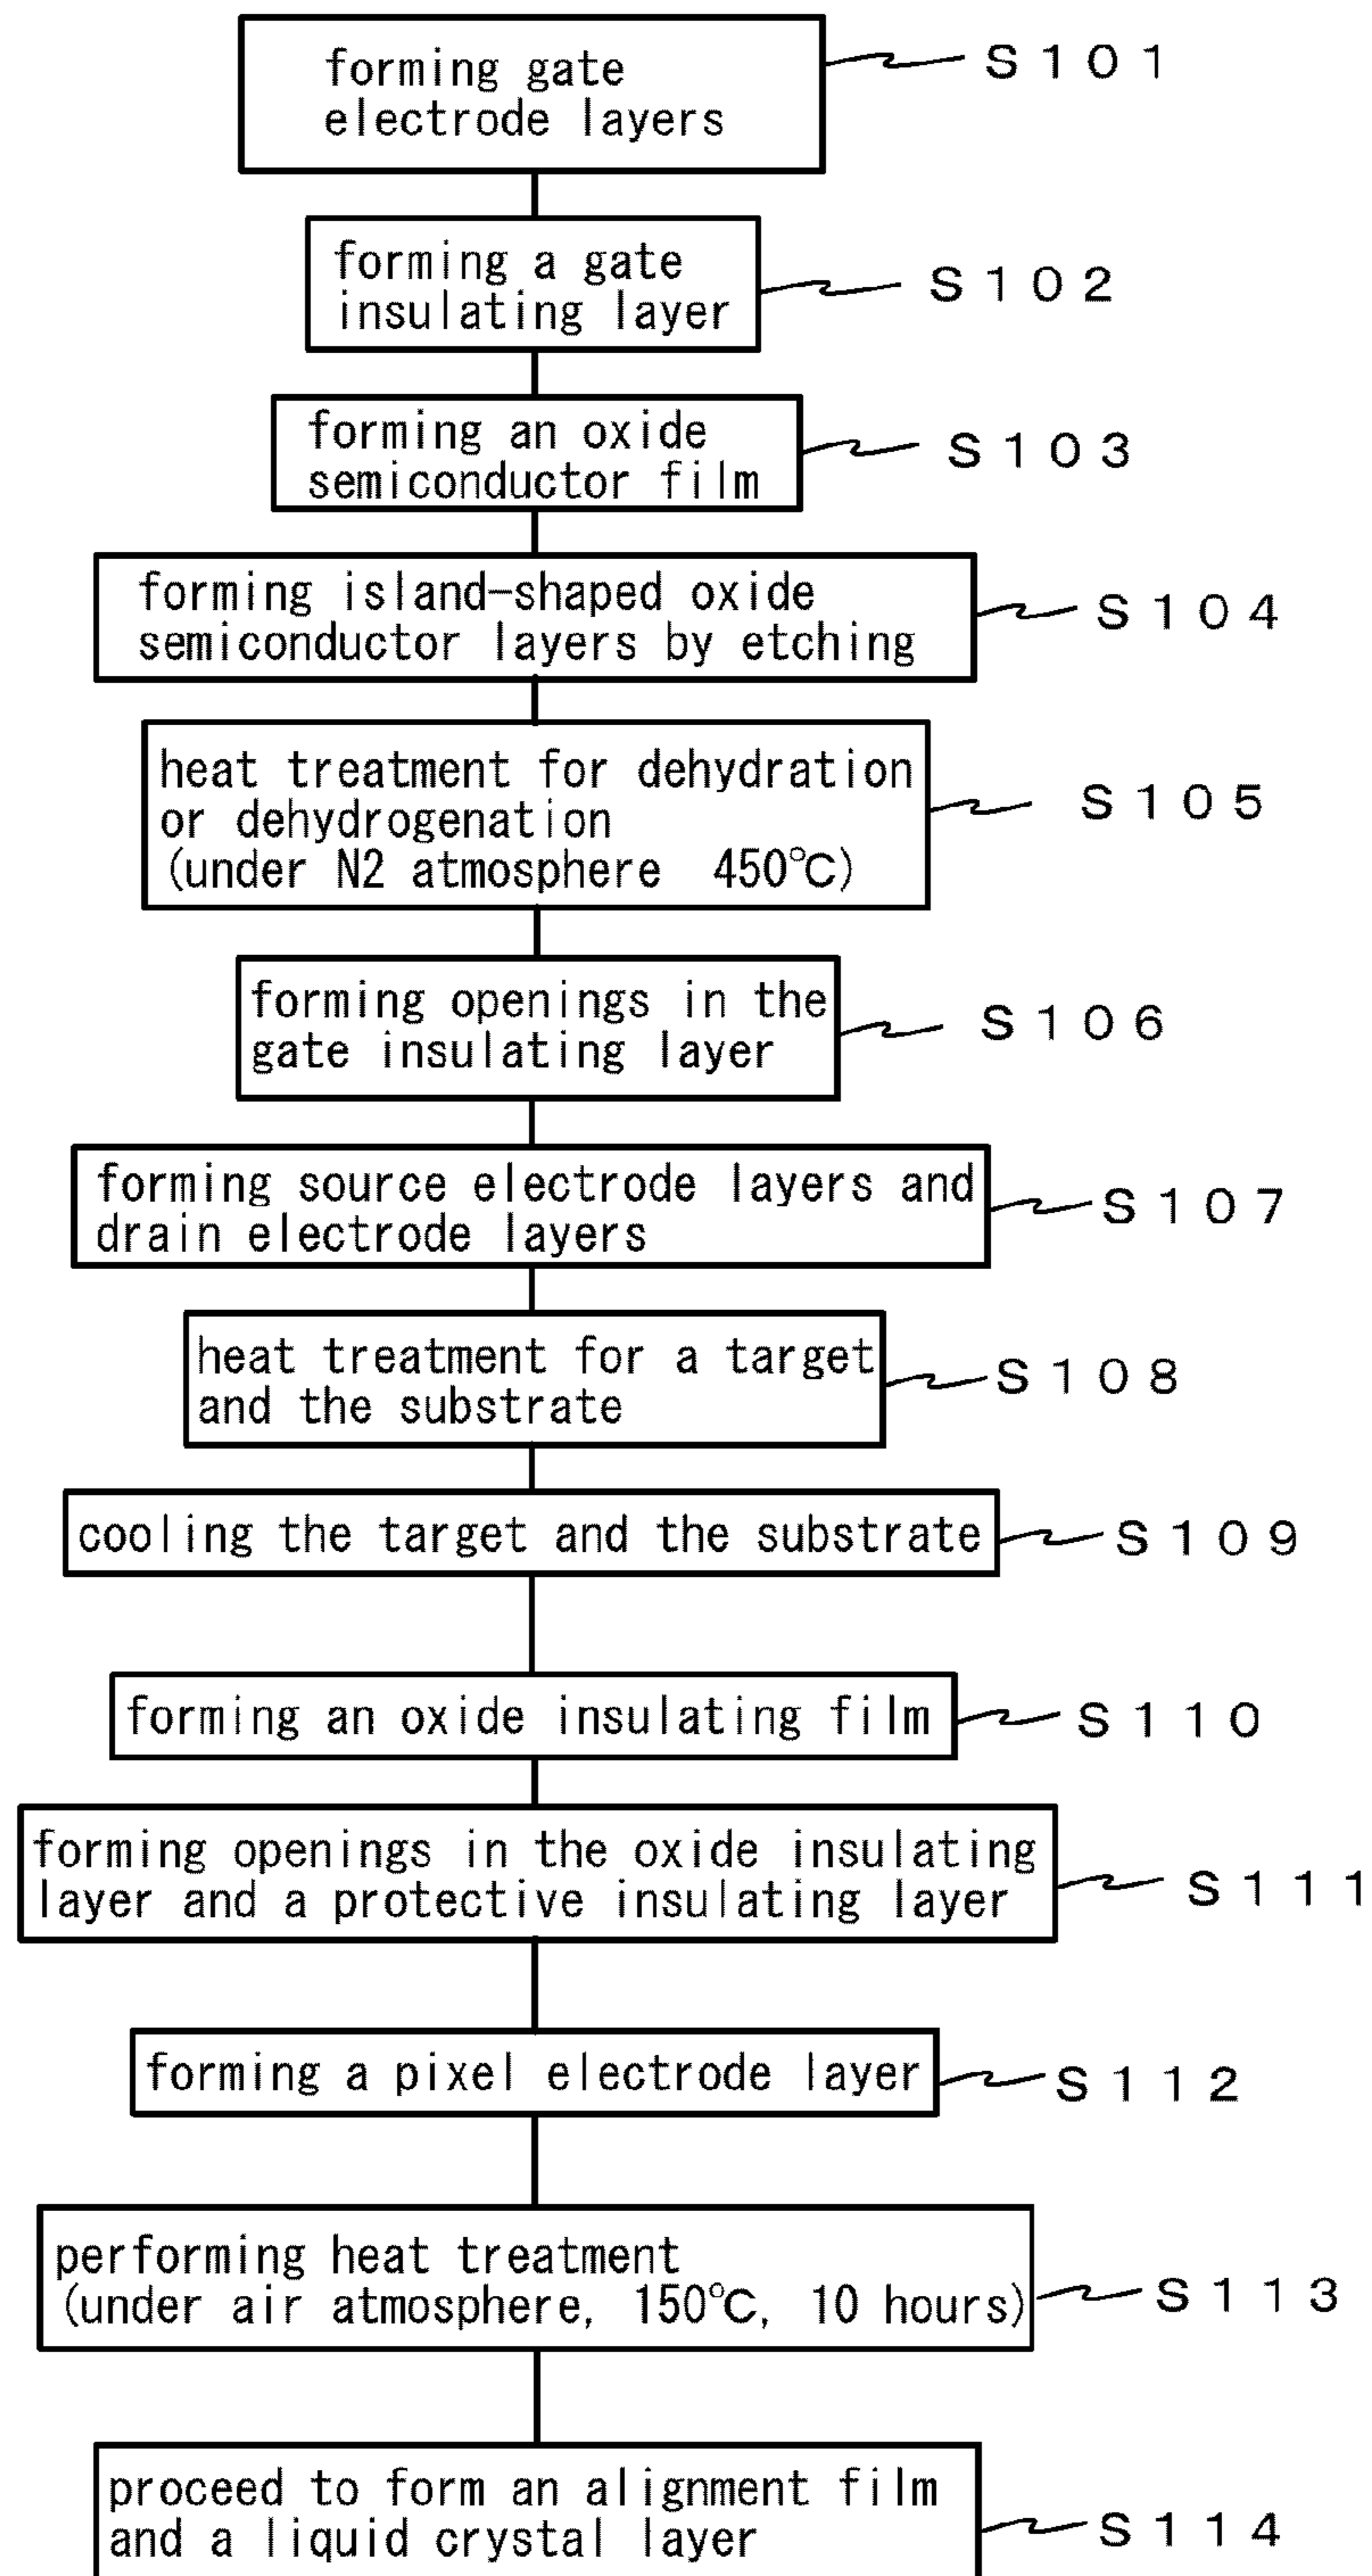 forming gate
electrode layers
S101
forming a gate
insulating layer
S102
forming an oxide
semiconductor film
S103
forming island-shaped oxide
semiconductor layers by etching
S104
heat treatment for dehydration
or dehydrogenation
(under N2 atmosphere 450℃)
S105
forming openings in the
gate insulating layer
S106
forming source electrode layers and
drain electrode layers
S107
heat treatment for a target
and the substrate
S108
cooling the target and the substrate
S109
forming an oxide insulating film
S110
forming openings in the oxide insulating
layer and a protective insulating layer
S111
forming a pixel electrode layer
S112
performing heat treatment
(under air atmosphere, 150℃, 10 hours)
S113
proceed to form an alignment film
and a liquid crystal layer
S114